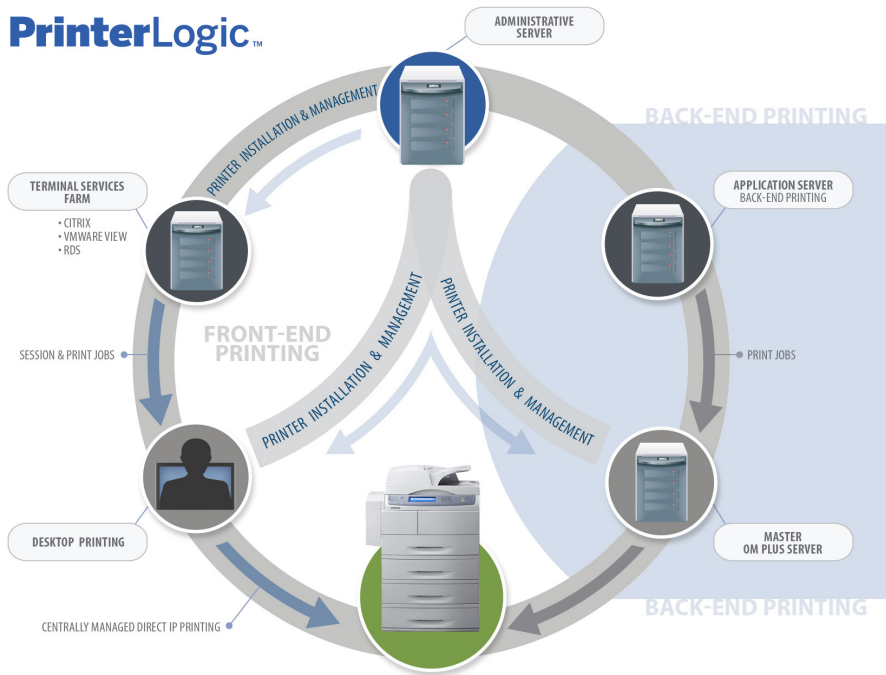 PrinterLogic™
ADMINISTRATIVE
SERVER
PRINTER INSTALLATION & MANAGEMENT
BACK-END PRINTING
TERMINAL SERVICES
FARM
• CITRIX
• VMWARE VIEW
• RDS
APPLICATION SERVER
BACK-END PRINTING
FRONT-END
PRINTING
PRINTER INSTALLATION & MANAGEMENT
PRINTER INSTALLATION & MANAGEMENT
SESSION & PRINT JOBS
PRINT JOBS
DESKTOP PRINTING
MASTER
OM PLUS SERVER
BACK-END PRINTING
CENTRALLY MANAGED DIRECT IP PRINTING